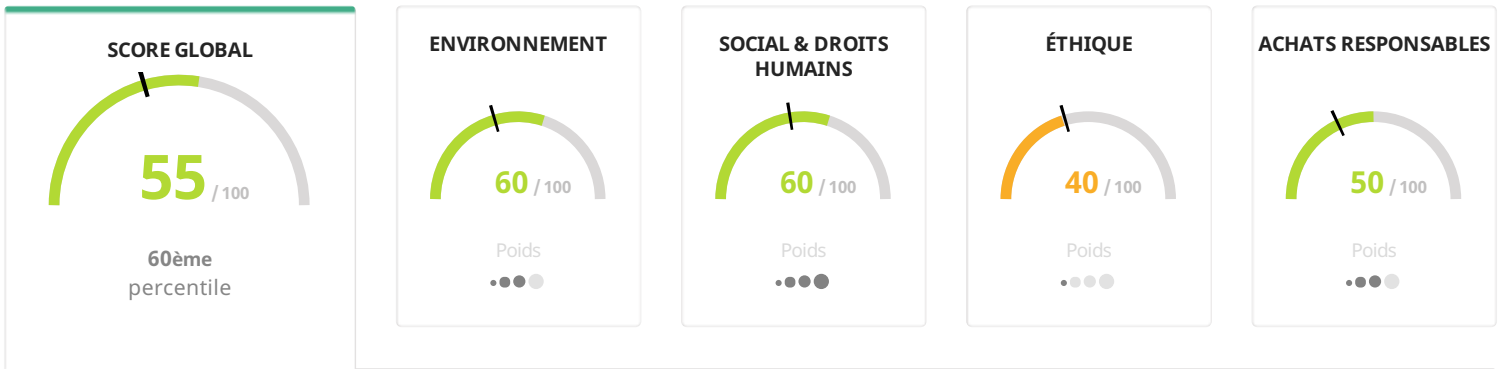 SCORE GLOBAL
55 / 100
60ème
percentile
ENVIRONNEMENT
60 / 100
Poids
SOCIAL & DROITS
HUMAINS
60 / 100
Poids
ÉTHIQUE
40 / 100
Poids
ACHATS RESPONSABLES
50 / 100
Poids